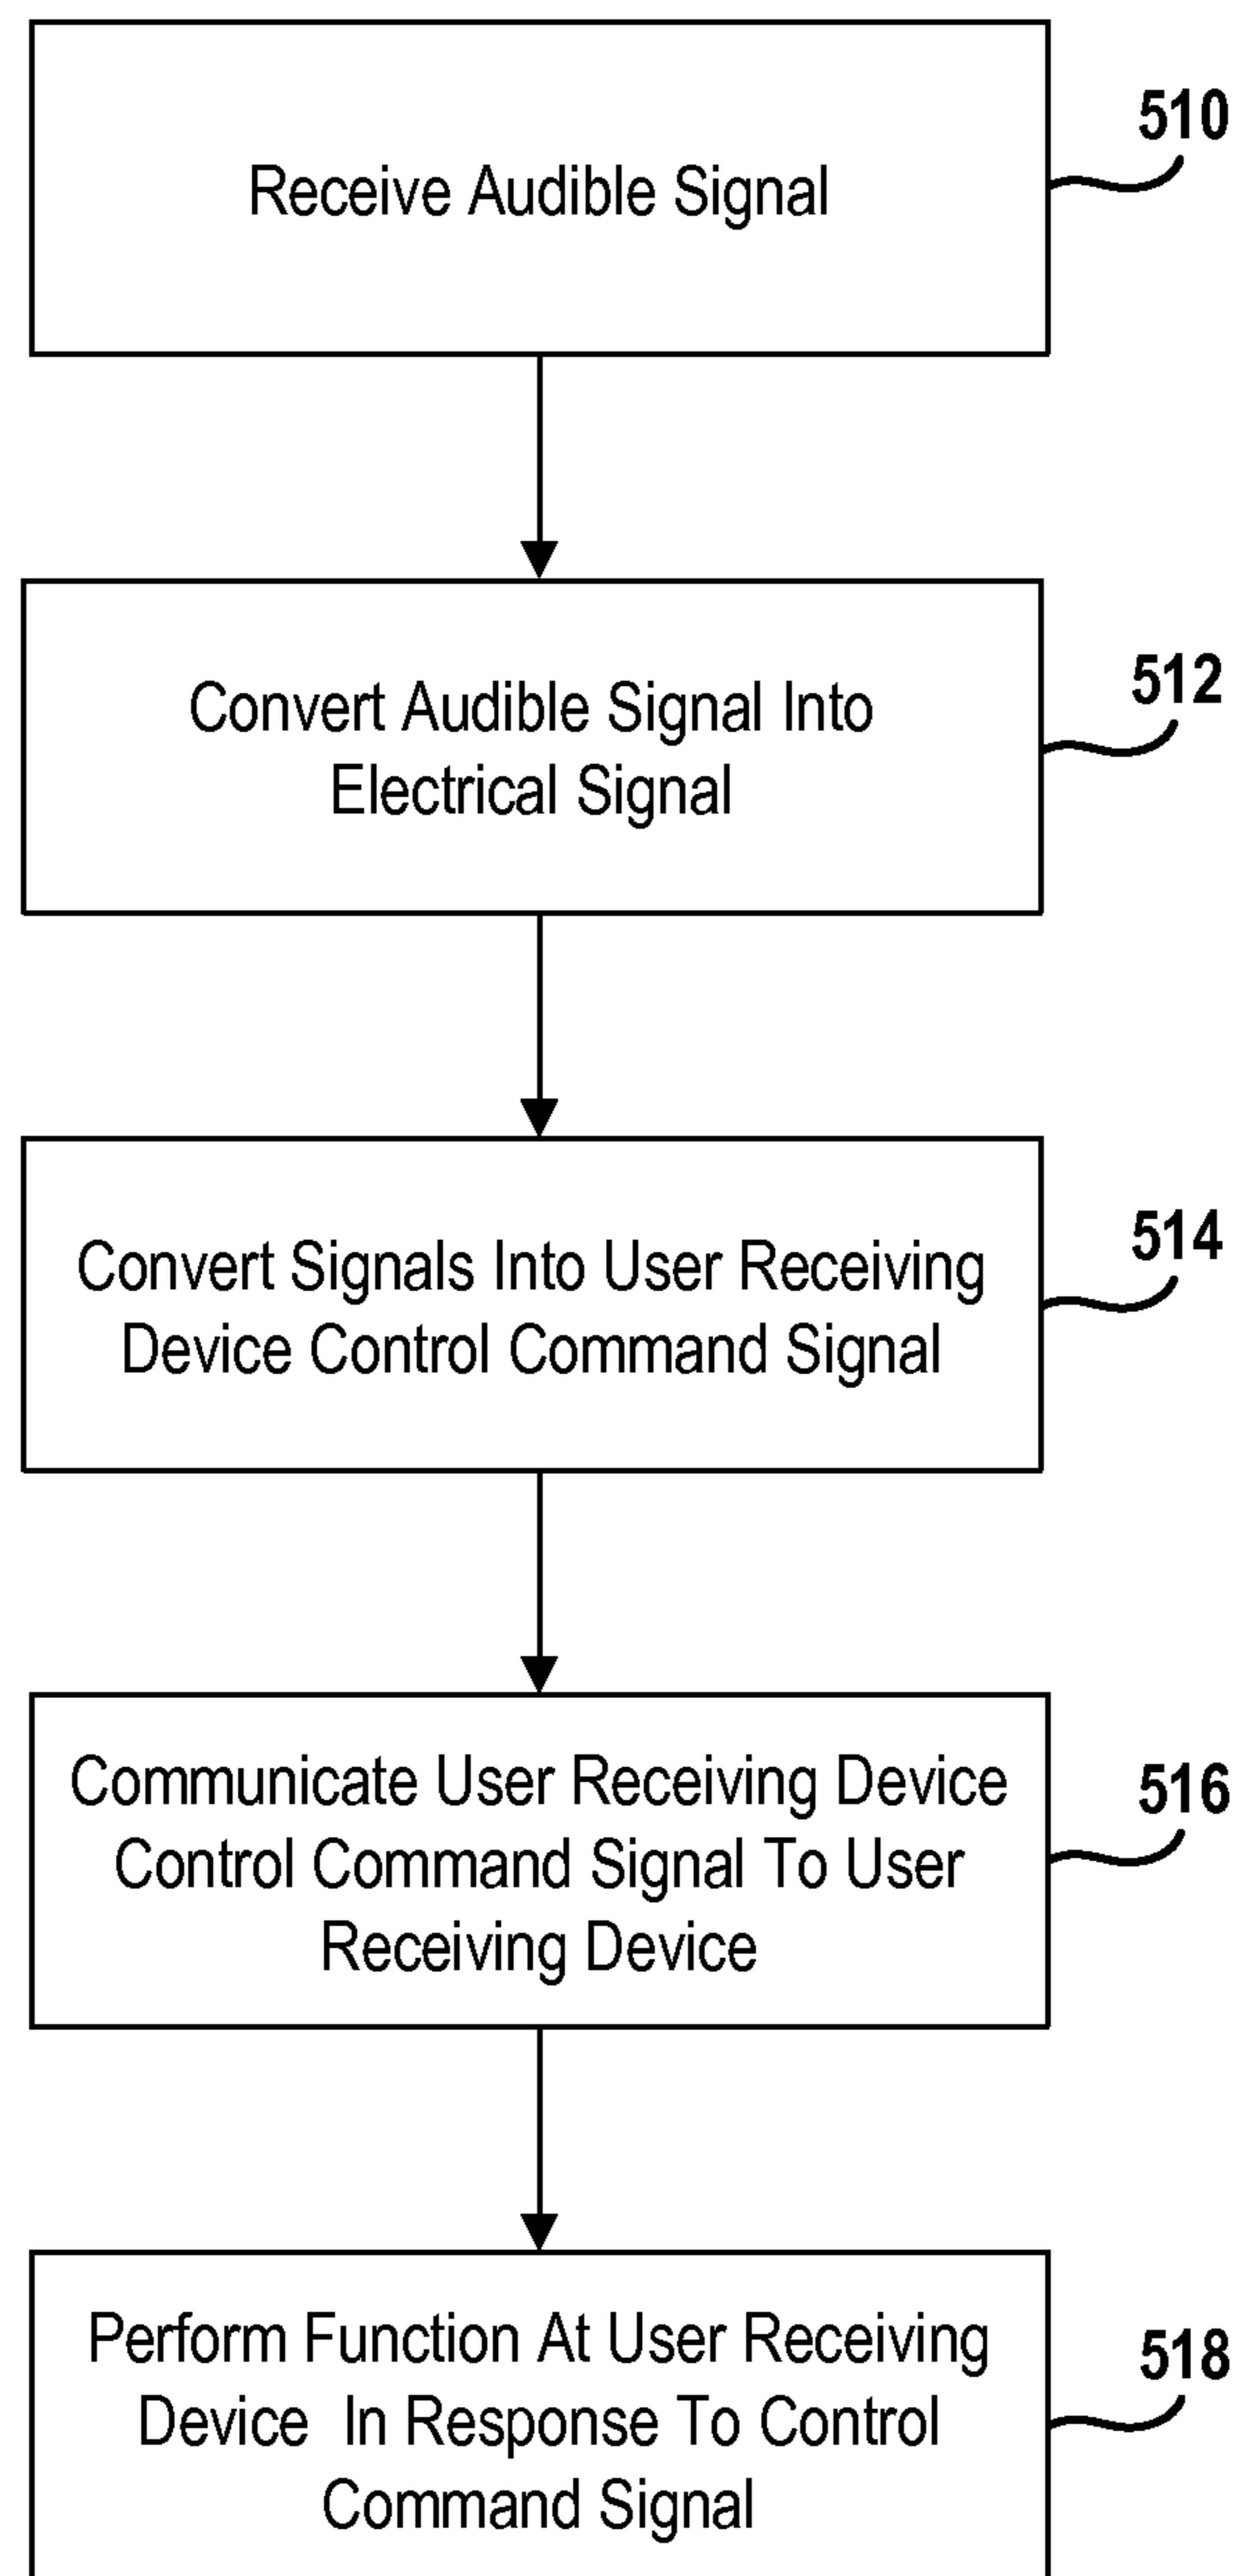 Receive Audible Signal
510
Convert Audible Signal Into
Electrical Signal
512
Convert Signals Into User Receiving
Device Control Command Signal
514
Communicate User Receiving Device
Control Command Signal To User
Receiving Device
516
Perform Function At User Receiving
Device In Response To Control
Command Signal
518